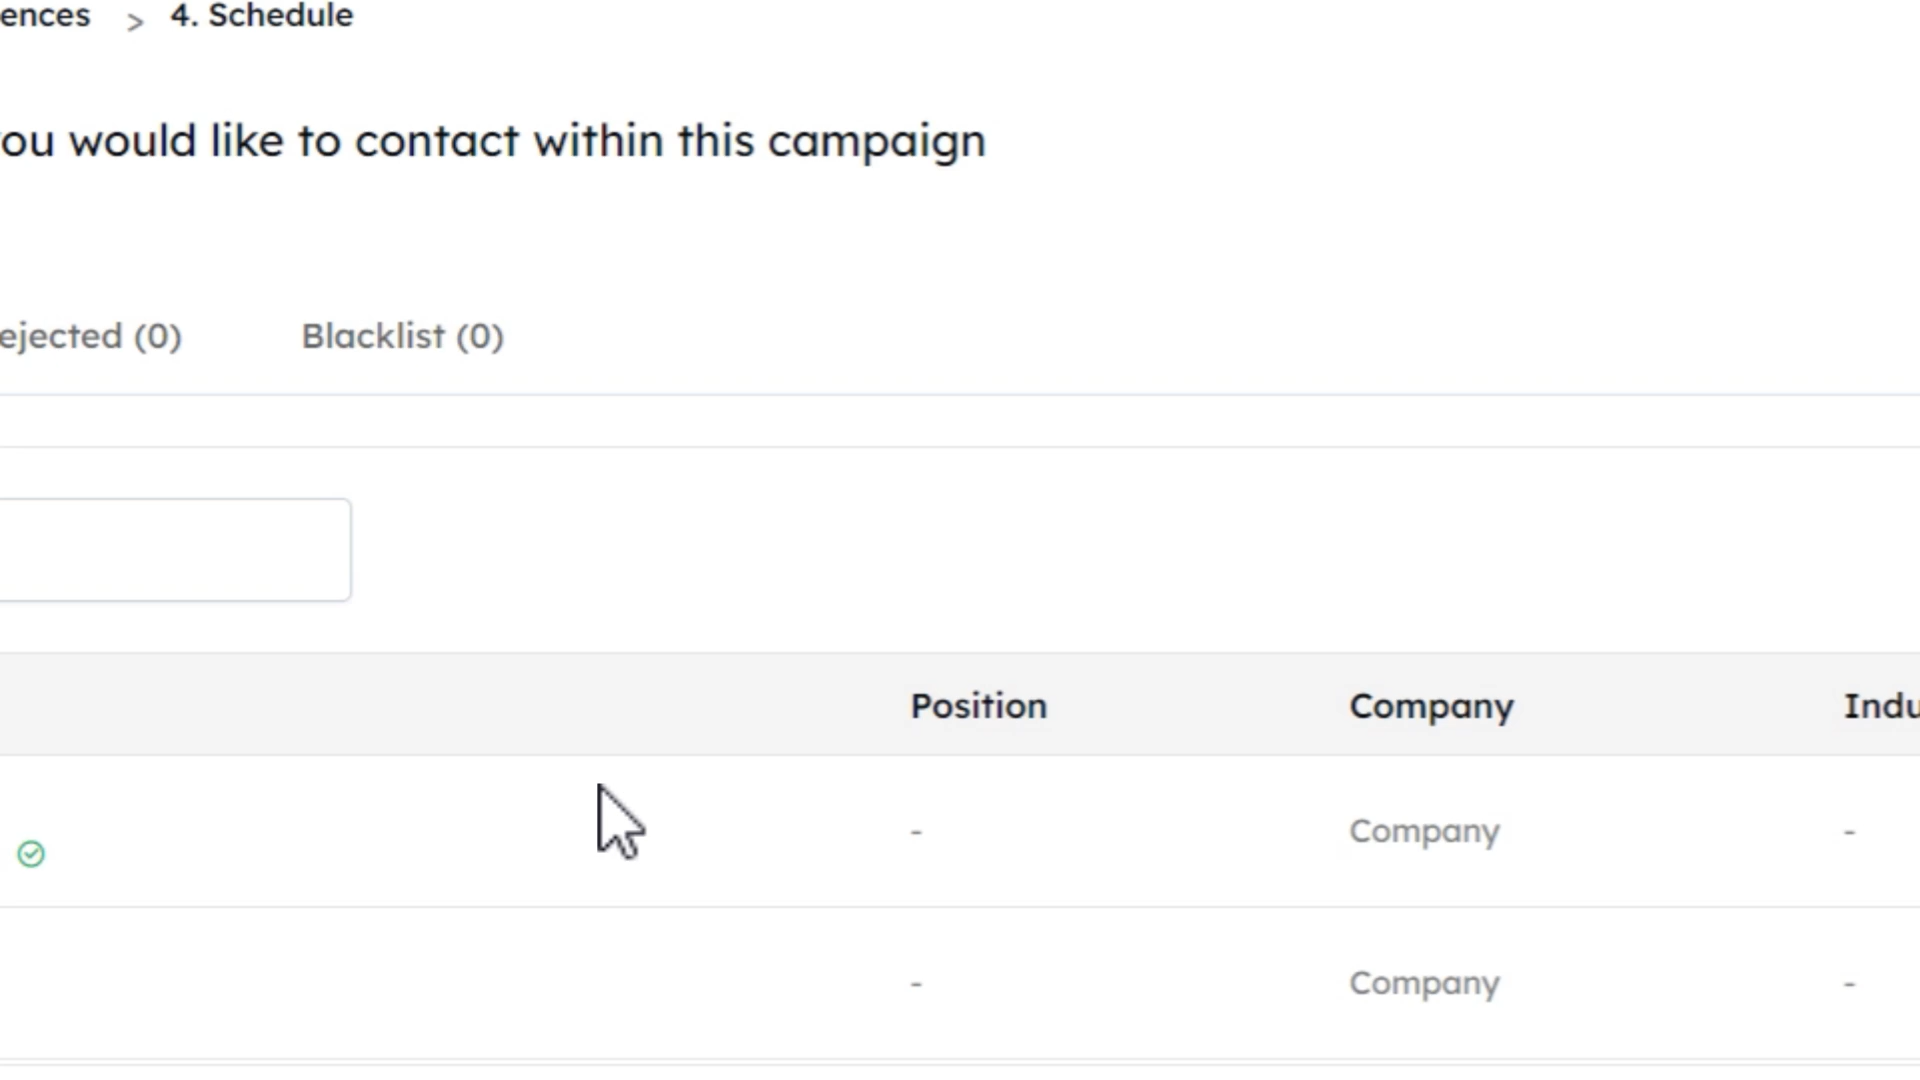 ences > 4. Schedule
ou would like to contact within this campaign
ejected (0) Blacklist (0)
Position Company Indu
- Company -
- Company -